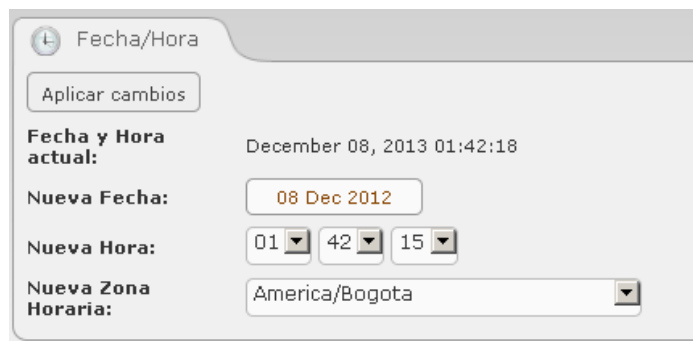 Fecha/Hora
Aplicar cambios
Fecha y Hora
actual:
December 08, 2013 01:42:18
Nueva Fecha:
08 Dec 2012
Nueva Hora:
01 42 15
Nueva Zona
Horaria:
America/Bogota